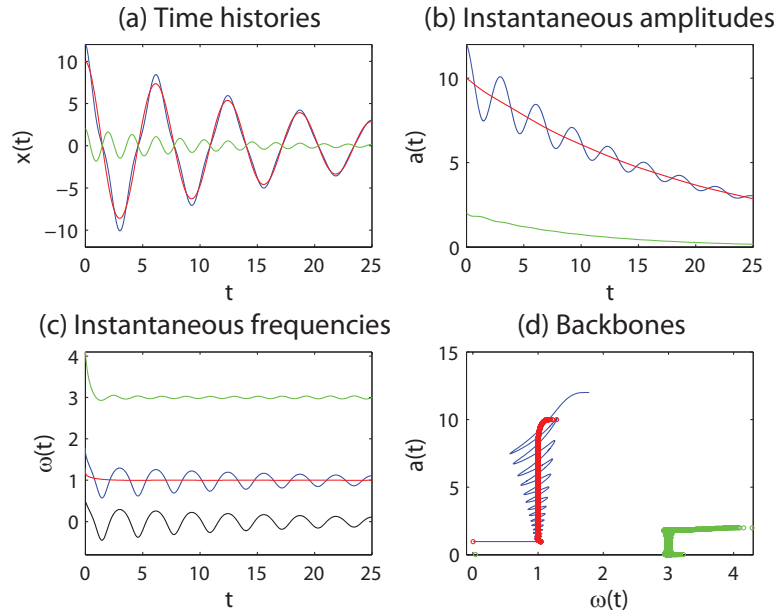 (a) Time histories
x(t)
10
5
0
−5
−10
0 5 10 15 20 25
t
(b) Instantaneous amplitudes
a(t)
10
5
0
0 5 10 15 20 25
t
(c) Instantaneous frequencies
ω(t)
4
3
2
1
0
0 5 10 15 20 25
t
(d) Backbones
a(t)
15
10
5
0
0 1 2 3 4
ω(t)